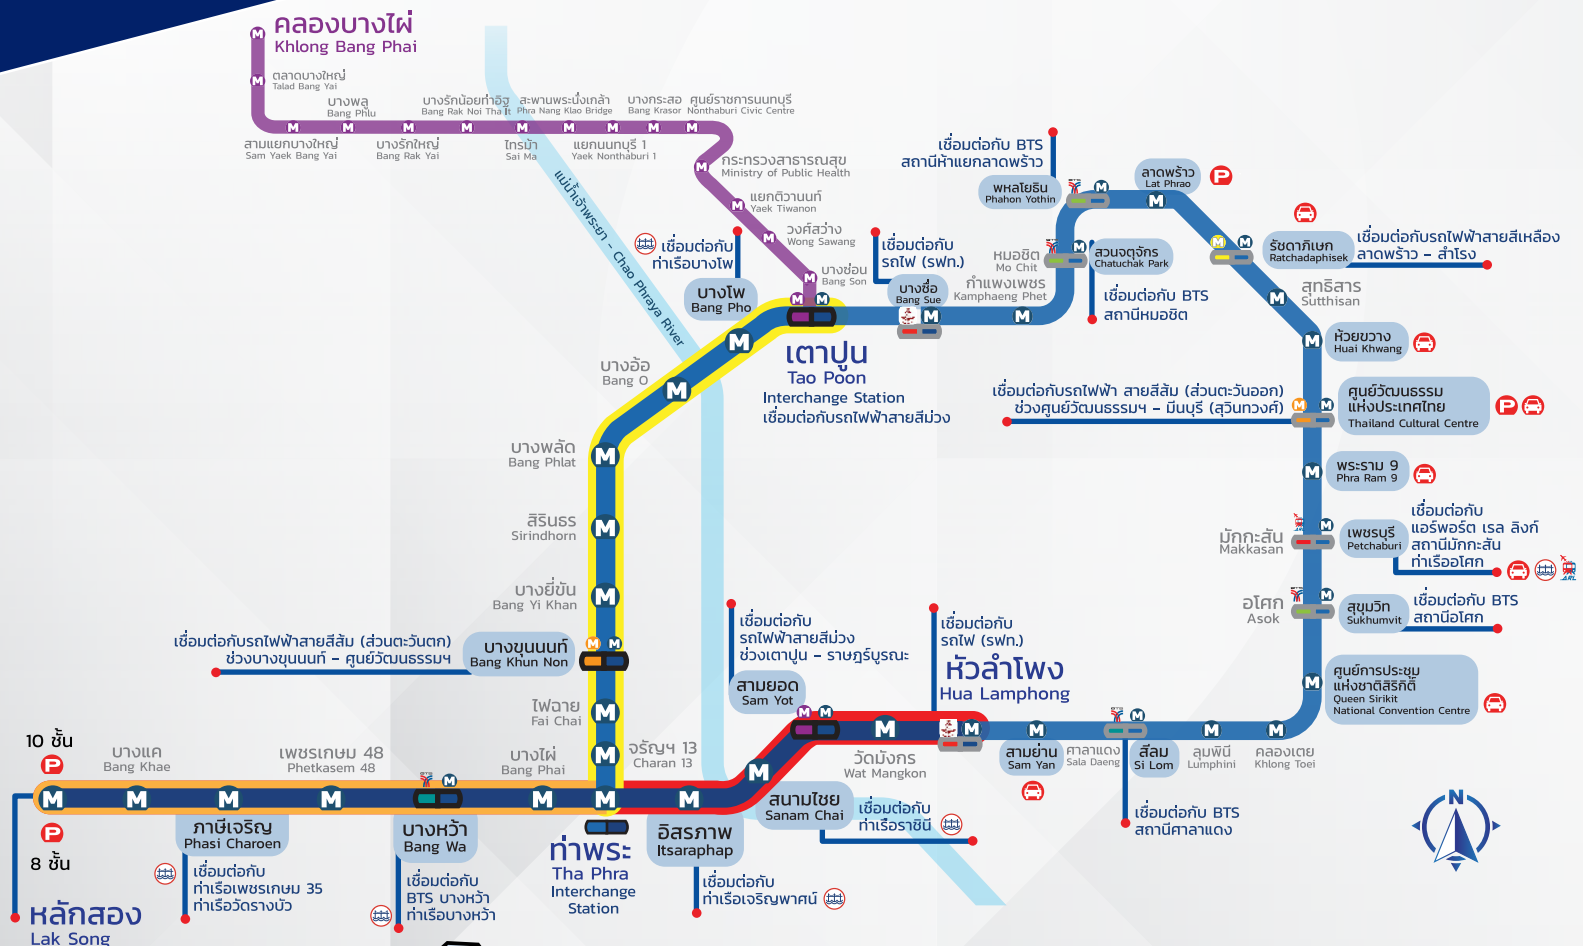 คลองบางไผ่
Khlong Bang Phai
ตลาดบางใหญ่
Talad Bang Yai
บางพลู
Bang Phlu
บางรักน้อยท่าอิฐ
Bang Rak Noi Tha It
สะพานพระนั่งเกล้า
Phra Nang Klao Bridge
บางกระสอ
Bang Krasor
ศูนย์ราชการนนทบุรี
Nonthaburi Civic Centre
สามแยกบางใหญ่
Sam Yaek Bang Yai
บางรักใหญ่
Bang Rak Yai
ไทรม้า
Sai Ma
แยกนนทบุรี 1
Yaek Nonthaburi 1
กระทรวงสาธารณสุข
Ministry of Public Health
แยกติวานนท์
Yaek Tiwanon
วงศ์สว่าง
Wong Sawang
บางซ่อน
Bang Son
แม่น้ำเจ้าพระยา - Chao Phraya River
เชื่อมต่อกับ
ท่าเรือบางโพ
บางโพ
Bang Pho
เชื่อมต่อกับ
รถไฟ (รฟท.)
บางซื่อ
Bang Sue
เตาปูน
Tao Poon
Interchange Station
เชื่อมต่อกับรถไฟฟ้าสายสีม่วง
กำแพงเพชร
Kamphaeng Phet
หมอชิต
Mo Chit
สวนจตุจักร
Chatuchak Park
เชื่อมต่อกับ BTS
สถานีหมอชิต
เชื่อมต่อกับ BTS
สถานีห้าแยกลาดพร้าว
พหลโยธิน
Phahon Yothin
ลาดพร้าว
Lat Phrao
P
รัชดาภิเษก
Ratchadaphisek
เชื่อมต่อกับรถไฟฟ้าสายสีเหลือง
ลาดพร้าว - สำโรง
สุทธิสาร
Sutthisan
ห้วยขวาง
Huai Khwang
เชื่อมต่อกับรถไฟฟ้า สายสีส้ม (ส่วนตะวันออก)
ช่วงศูนย์วัฒนธรรมฯ - มีนบุรี (สุวินทวงศ์)
ศูนย์วัฒนธรรม
แห่งประเทศไทย
Thailand Cultural Centre
P
พระราม 9
Phra Ram 9
มักกะสัน
Makkasan
เพชรบุรี
Petchaburi
เชื่อมต่อกับ
แอร์พอร์ต เรล ลิงก์
สถานีมักกะสัน
ท่าเรืออโศก
อโศก
Asok
สุขุมวิท
Sukhumvit
เชื่อมต่อกับ BTS
สถานีอโศก
ศูนย์การประชุม
แห่งชาติสิริกิติ์
Queen Sirikit
National Convention Centre
คลองเตย
Khlong Toei
ลุมพินี
Lumphini
สีลม
Si Lom
ศาลาแดง
Sala Daeng
เชื่อมต่อกับ BTS
สถานีศาลาแดง
สามย่าน
Sam Yan
เชื่อมต่อกับ
รถไฟ (รฟท.)
หัวลำโพง
Hua Lamphong
วัดมังกร
Wat Mangkon
เชื่อมต่อกับ
รถไฟฟ้าสายสีม่วง
ช่วงเตาปูน - ราษฎร์บูรณะ
สามยอด
Sam Yot
สนามไชย
Sanam Chai
เชื่อมต่อกับ
ท่าเรือราชินี
อิสรภาพ
Itsaraphap
เชื่อมต่อกับ
ท่าเรือเจริญพาศน์
บางอ้อ
Bang O
บางพลัด
Bang Phlat
สิรินธร
Sirindhorn
บางยี่ขัน
Bang Yi Khan
เชื่อมต่อกับรถไฟฟ้าสายสีส้ม (ส่วนตะวันตก)
ช่วงบางขุนนนท์ - ศูนย์วัฒนธรรมฯ
บางขุนนนท์
Bang Khun Non
ไฟฉาย
Fai Chai
จรัญฯ 13
Charan 13
ท่าพระ
Tha Phra
Interchange
Station
บางไผ่
Bang Phai
บางหว้า
Bang Wa
เชื่อมต่อกับ
BTS บางหว้า
ท่าเรือบางหว้า
เพชรเกษม 48
Phetkasem 48
ภาษีเจริญ
Phasi Charoen
เชื่อมต่อกับ
ท่าเรือเพชรเกษม 35
ท่าเรือวัดรางบัว
บางแค
Bang Khae
10 ชั้น
P
P
8 ชั้น
หลักสอง
Lak Song
N